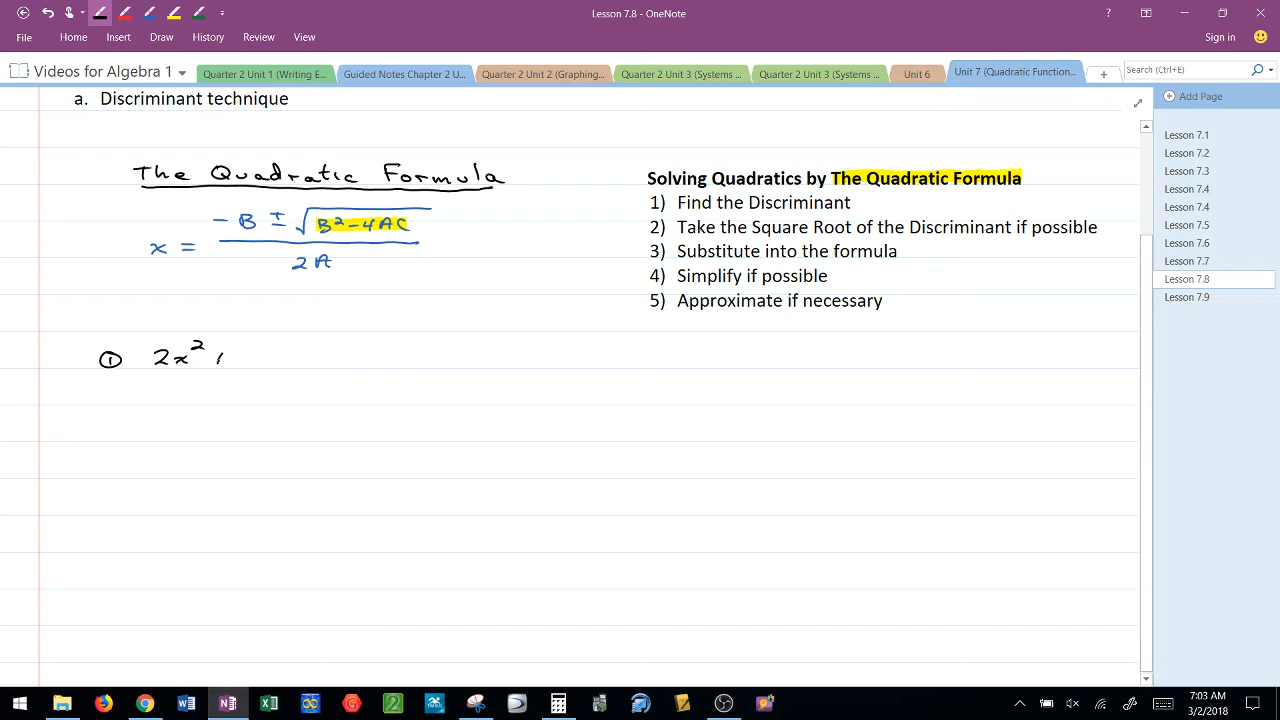 Lesson 7.8 - OneNote
File Home Insert Draw History Review View
Sign in
Videos for Algebra 1
Quarter 2 Unit 1 (Writing E... Guided Notes Chapter 2 U... Quarter 2 Unit 2 (Graphing,... Quarter 2 Unit 3 (Systems ... Quarter 2 Unit 3 (Systems ... Unit 6 Unit 7 (Quadratic Function...
Search (Ctrl+E)
Add Page
Lesson 7.1
Lesson 7.2
Lesson 7.3
Lesson 7.4
Lesson 7.4
Lesson 7.5
Lesson 7.6
Lesson 7.7
Lesson 7.8
Lesson 7.9
a. Discriminant technique
The Quadratic Formula
x = (-B ± √(B²-4AC)) / 2A
Solving Quadratics by The Quadratic Formula
1) Find the Discriminant
2) Take the Square Root of the Discriminant if possible
3) Substitute into the formula
4) Simplify if possible
5) Approximate if necessary
① 2x²
7:03 AM
3/2/2018